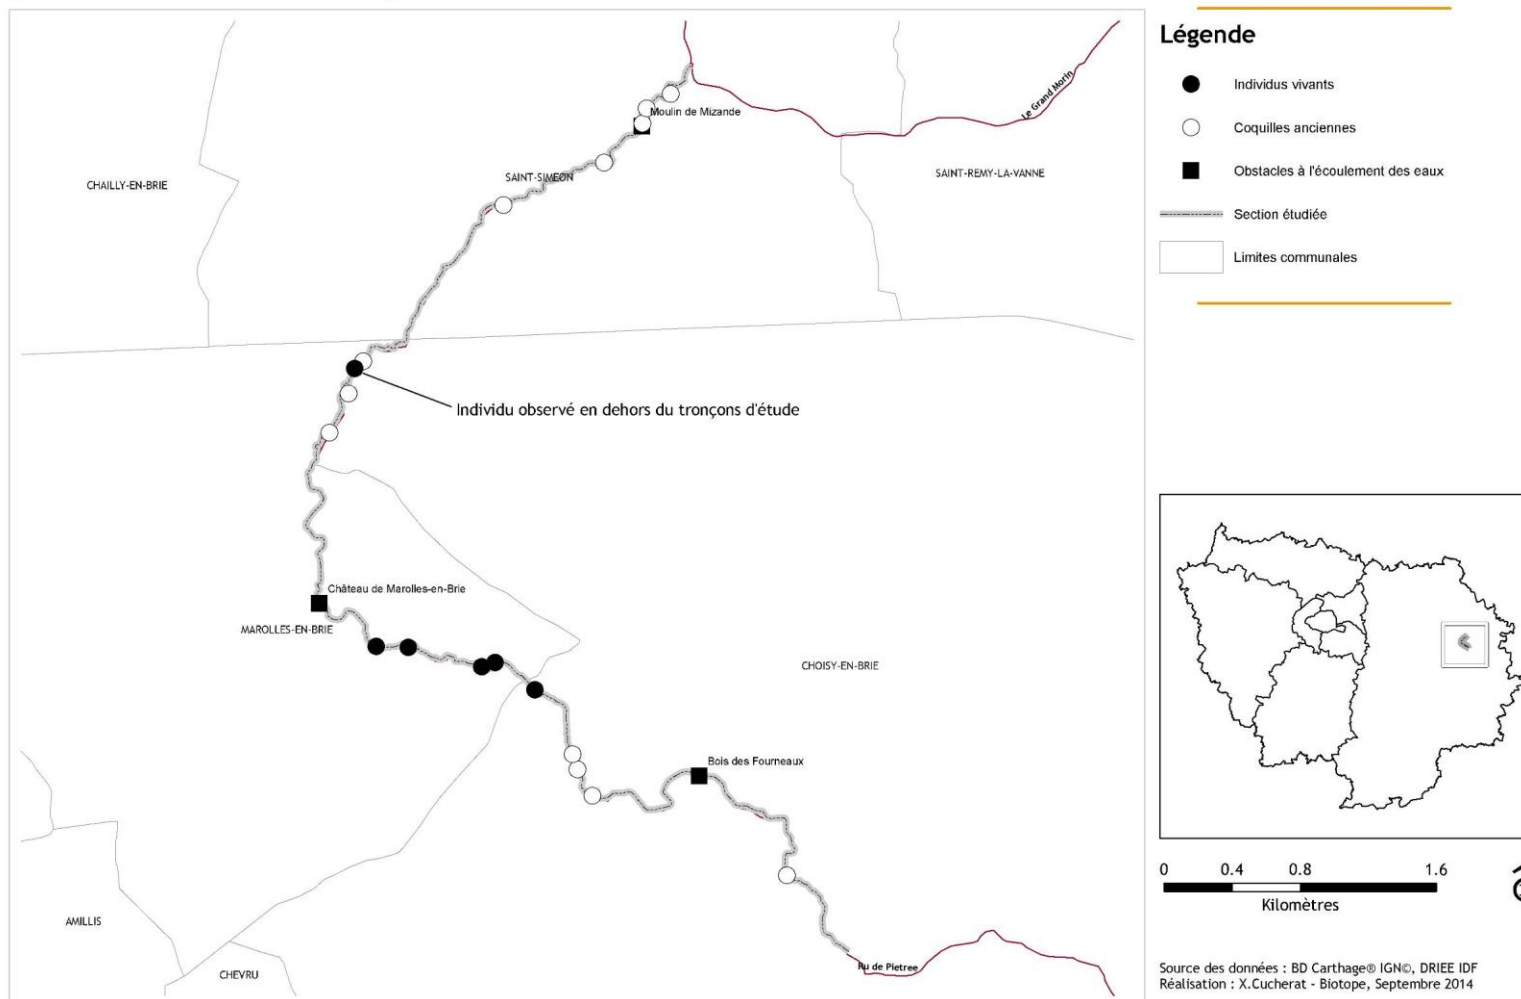 Légende
Individus vivants
Coquilles anciennes
Obstacles à l'écoulement des eaux
Section étudiée
Limites communales
Le Grand Morin
Moulin de Mizande
CHAILLY-EN-BRIE
SAINT-SIMEON
SAINT-REMY-LA-VANNE
Individu observé en dehors du tronçons d'étude
Château de Marolles-en-Brie
MAROLLES-EN-BRIE
CHOISY-EN-BRIE
Bois des Fourneaux
AMILLIS
CHEVRU
Ru de Pietree
0 0.4 0.8 1.6
Kilomètres
Source des données : BD Carthage® IGN©, DRIEE IDF
Réalisation : X.Cucherat - Biotope, Septembre 2014